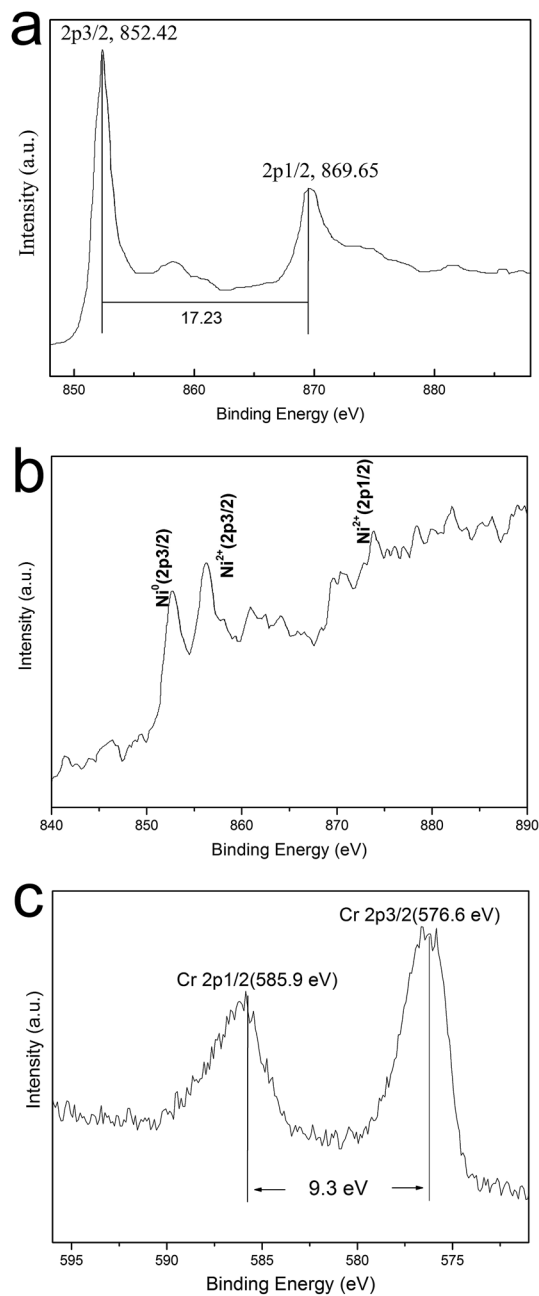 a
2p3/2, 852.42
2p1/2, 869.65
17.23
Intensity (a.u.)
850 860 870 880
Binding Energy (eV)
b
Ni⁰(2p3/2)
Ni²⁺(2p3/2)
Ni²⁺(2p1/2)
Intensity (a.u.)
840 850 860 870 880 890
Binding Energy (eV)
c
Cr 2p3/2(576.6 eV)
Cr 2p1/2(585.9 eV)
9.3 eV
Intensity (a.u.)
595 590 585 580 575
Binding Energy (eV)